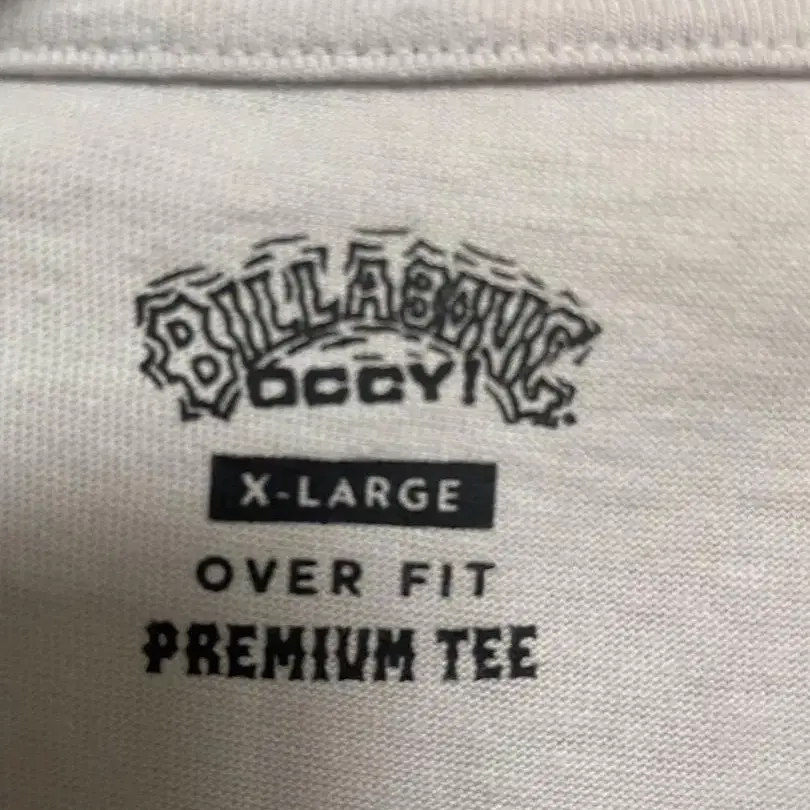 BILLABONG
OCCY!
X-LARGE
OVER FIT
PREMIUM TEE